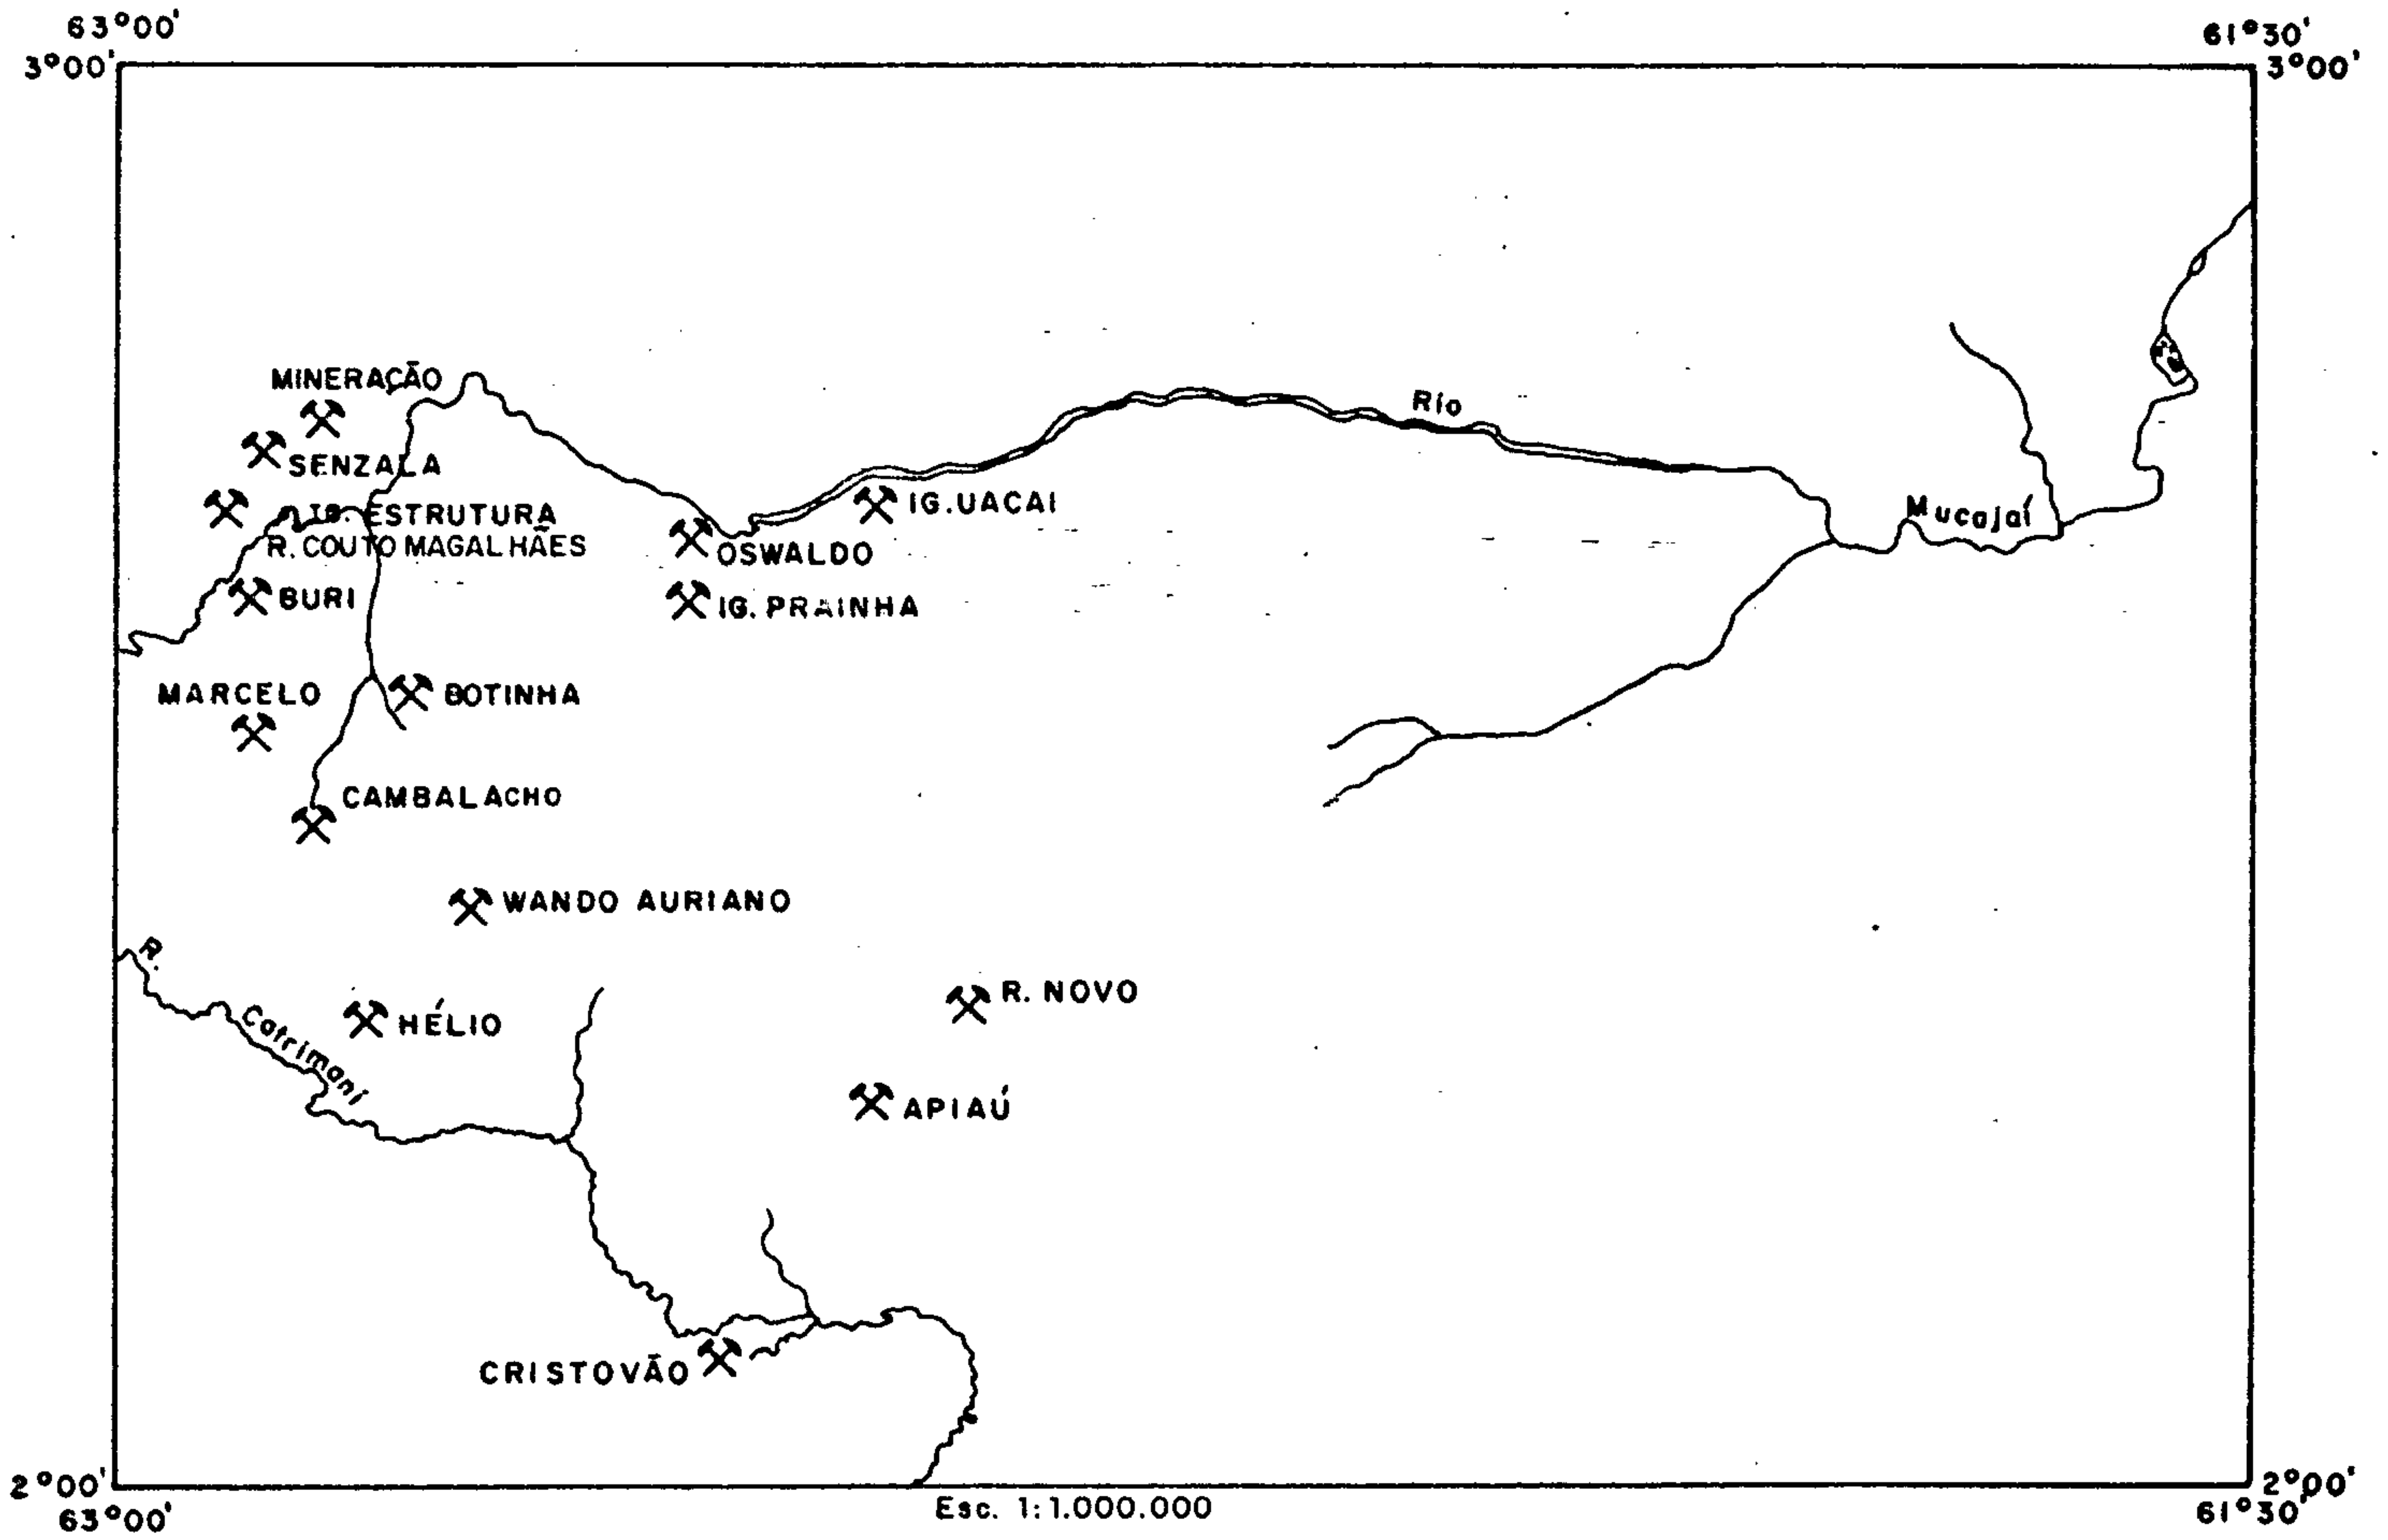 63°00'
61°30'
3°00'
3°00'
MINERAÇÃO
Rio
SENZALA
IG. UACAI
IG. ESTRUTURA
Mucajaí
R. COUTO MAGALHÃES
OSWALDO
BURI
IG. PRAINHA
MARCELO
BOTINHA
CAMBALACHO
WANDO AURIANO
R. Catrimaní
R. NOVO
HÉLIO
APIAÚ
CRISTOVÃO
2°00'
2°00'
63°00'
Esc. 1:1.000.000
61°30'